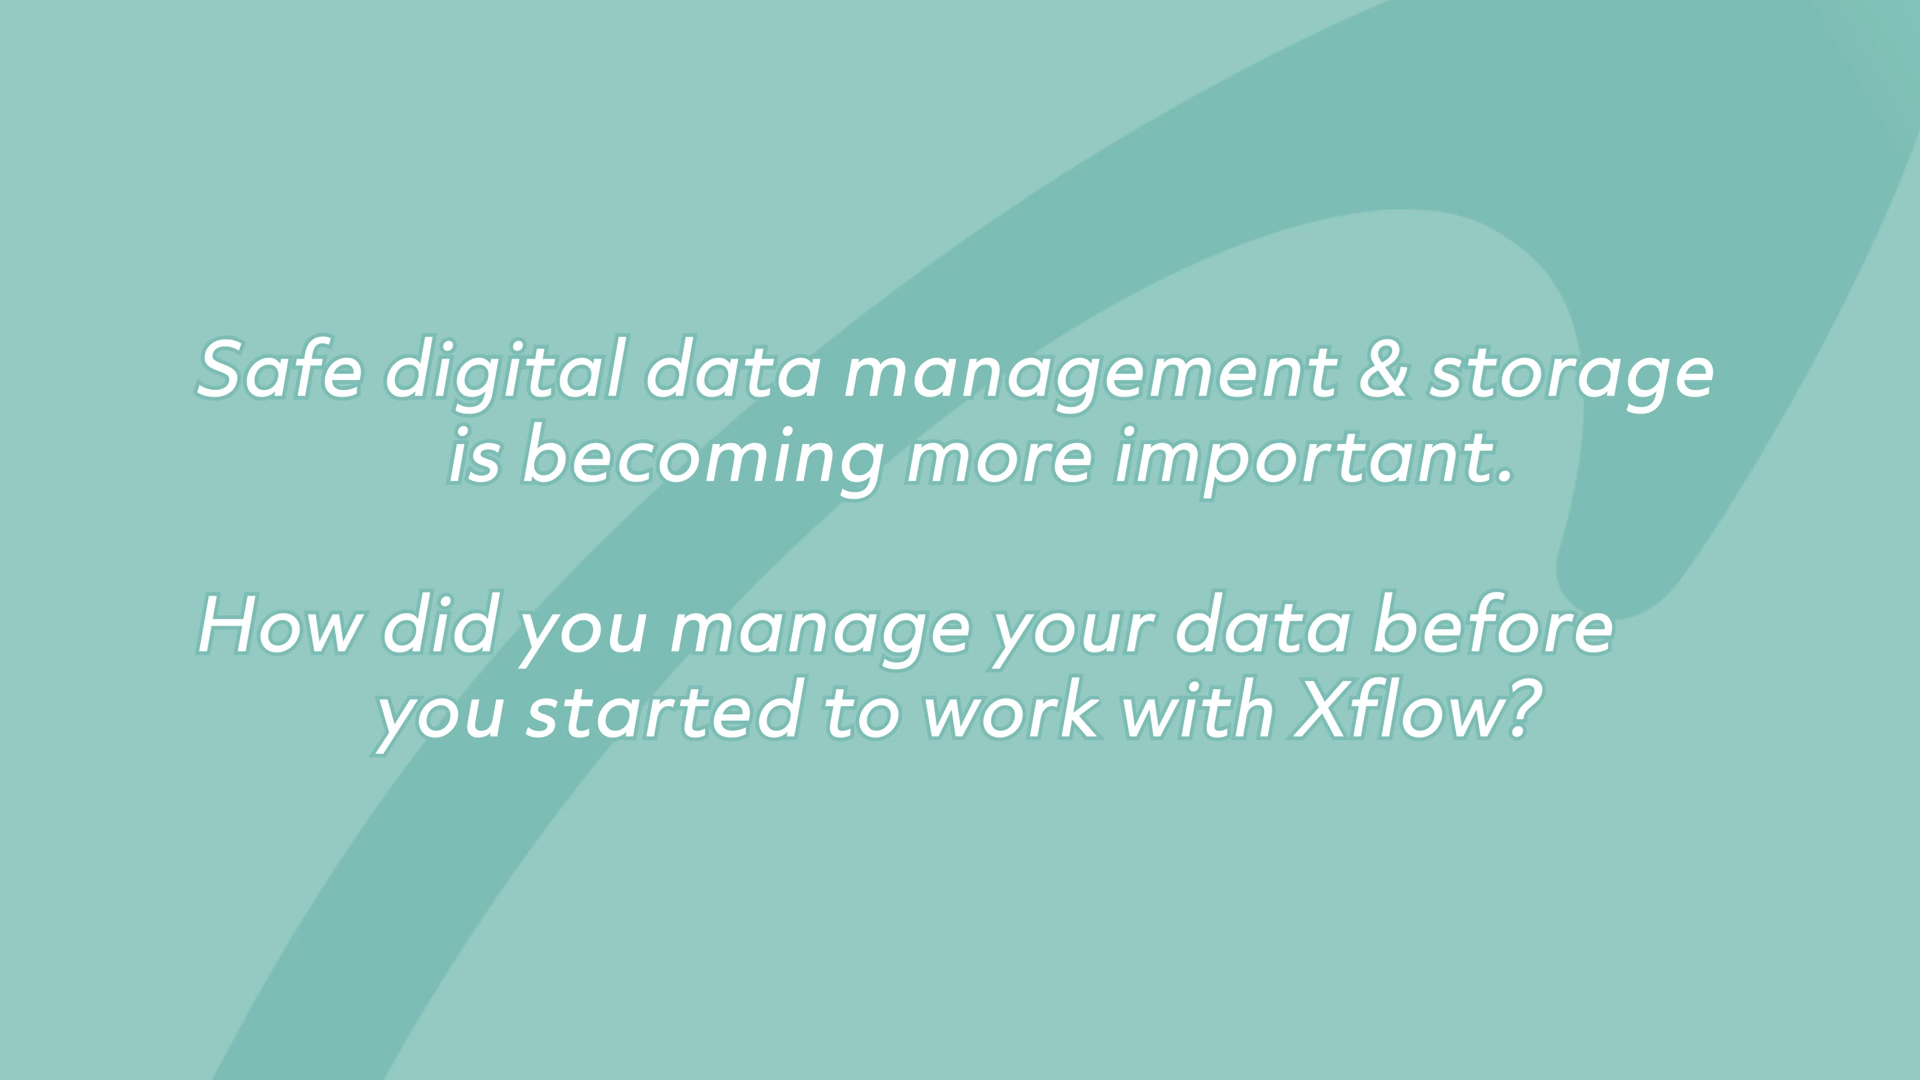 Safe digital data management & storage
is becoming more important.
How did you manage your data before
you started to work with Xflow?